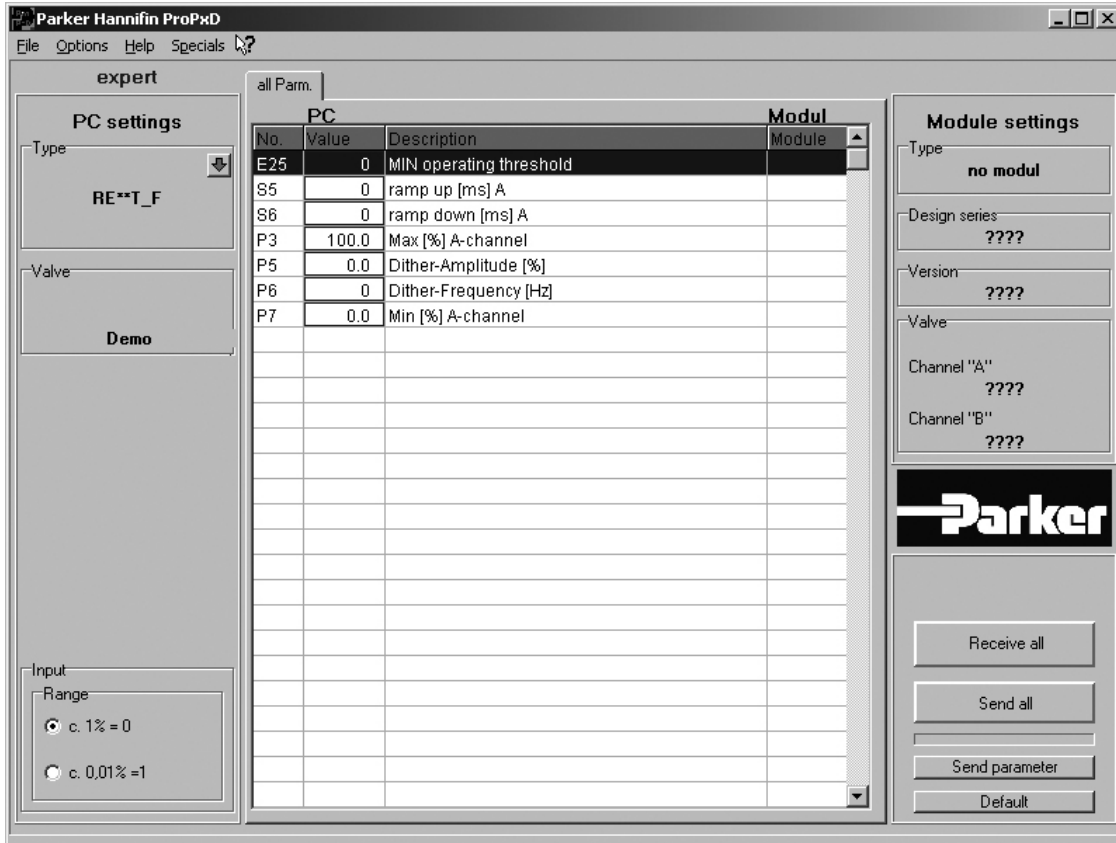 Parker Hannifin ProPxD
File Options Help Specials ?
expert
PC settings
Type
RE**T_F
Valve
Demo
Input
Range
c. 1% = 0
c. 0,01% =1
all Parm.
PC Modul
No. Value Description Module
E25 0 MIN operating threshold
S5 0 ramp up [ms] A
S6 0 ramp down [ms] A
P3 100.0 Max [%] A-channel
P5 0.0 Dither-Amplitude [%]
P6 0 Dither-Frequency [Hz]
P7 0.0 Min [%] A-channel
Module settings
Type
no modul
Design series
????
Version
????
Valve
Channel "A"
????
Channel "B"
????
Parker
Receive all
Send all
Send parameter
Default